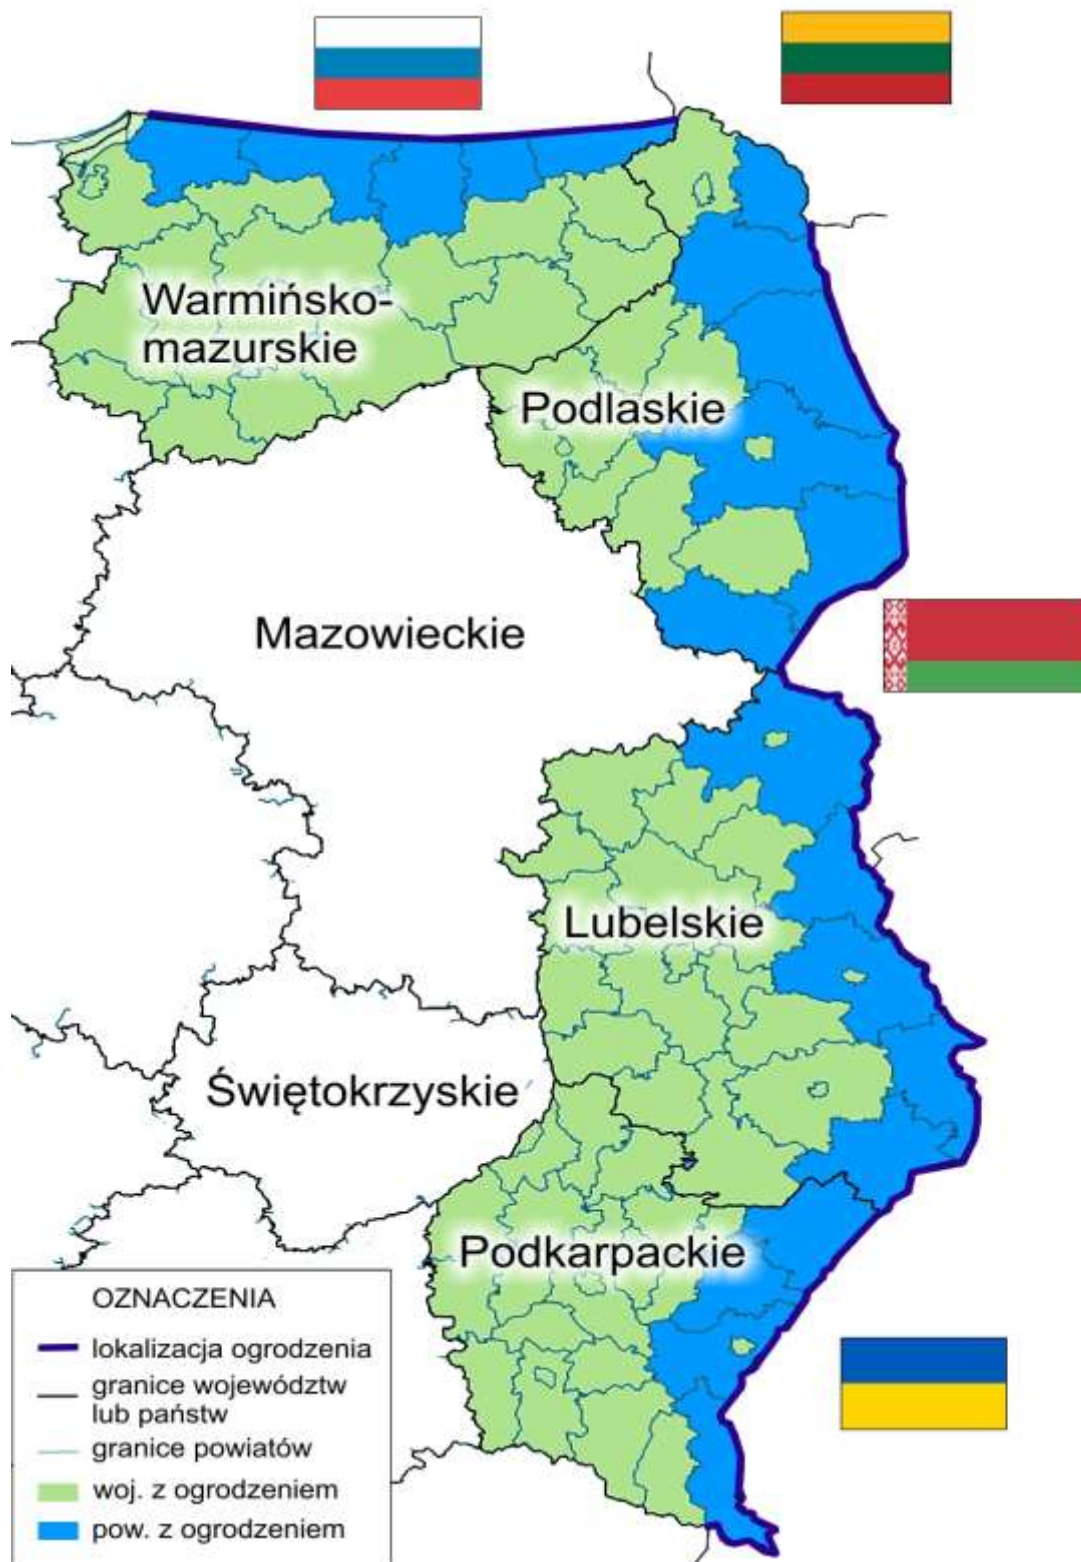 Warmińsko-
mazurskie
Podlaskie
Mazowieckie
Lubelskie
Świętokrzyskie
Podkarpackie
OZNACZENIA
lokalizacja ogrodzenia
granice województw
lub państw
granice powiatów
woj. z ogrodzeniem
pow. z ogrodzeniem